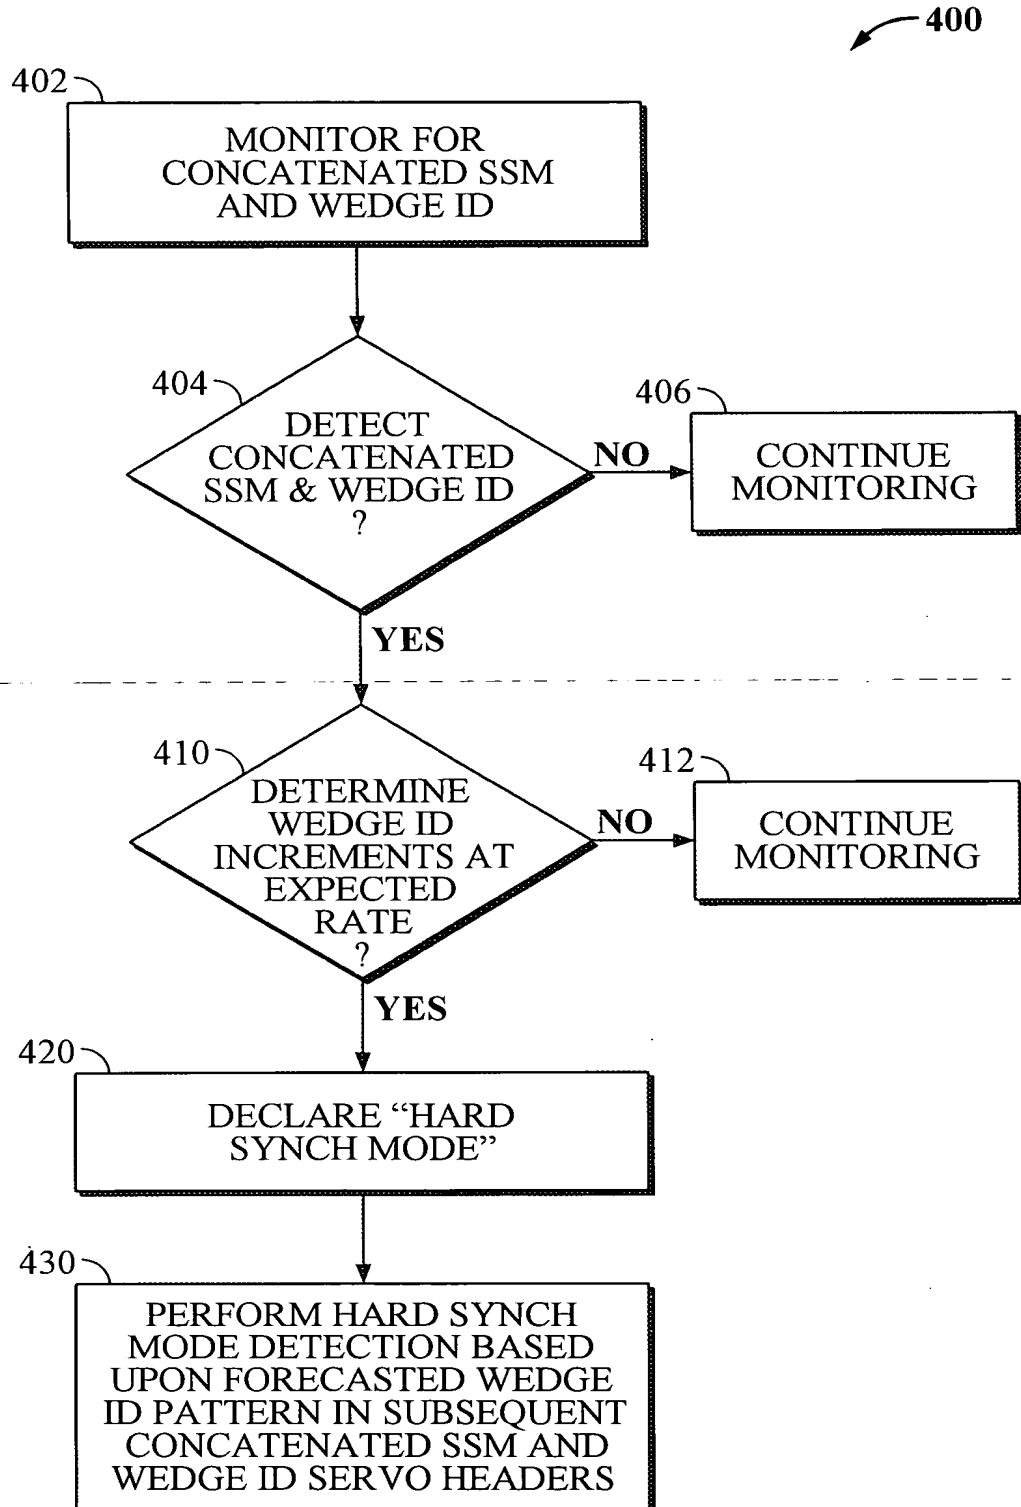 400
402
MONITOR FOR
CONCATENATED SSM
AND WEDGE ID
404
DETECT
CONCATENATED
SSM & WEDGE ID
?
NO
406
CONTINUE
MONITORING
YES
410
DETERMINE
WEDGE ID
INCREMENTS AT
EXPECTED
RATE
?
NO
412
CONTINUE
MONITORING
YES
420
DECLARE “HARD
SYNCH MODE”
430
PERFORM HARD SYNCH
MODE DETECTION BASED
UPON FORECASTED WEDGE
ID PATTERN IN SUBSEQUENT
CONCATENATED SSM AND
WEDGE ID SERVO HEADERS